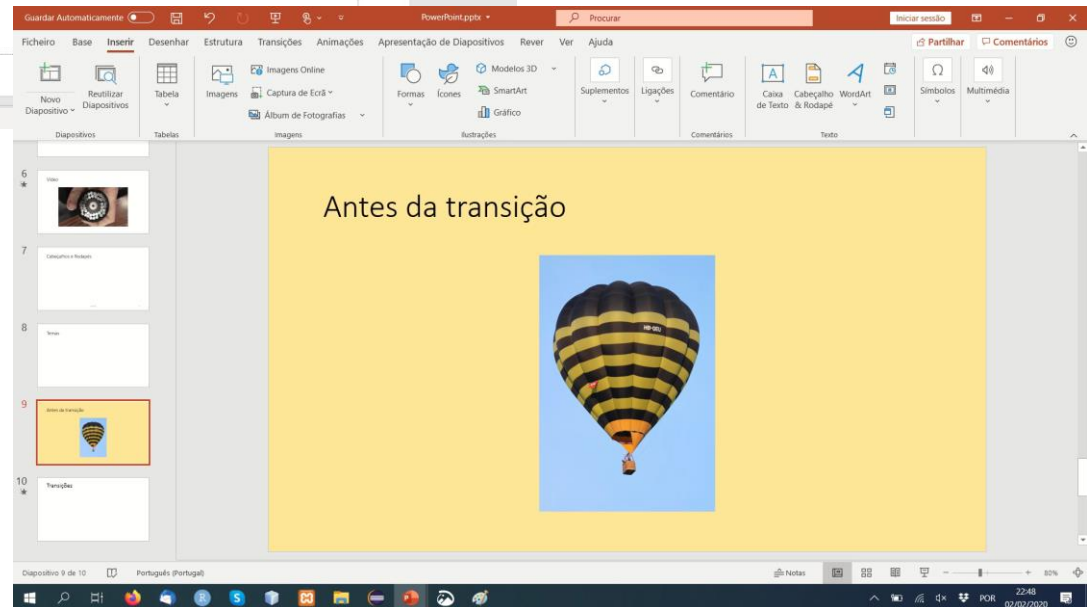 Guardar Automaticamente
PowerPoint.pptx
Procurar
Iniciar sessão
Ficheiro Base Inserir Desenhar Estrutura Transições Animações Apresentação de Diapositivos Rever Ver Ajuda
Partilhar
Comentários
Novo Diapositivo
Reutilizar Diapositivos
Tabela
Imagens
Imagens Online
Captura de Ecrã
Álbum de Fotografias
Formas
Ícones
Modelos 3D
SmartArt
Gráfico
Suplementos
Ligações
Comentário
Caixa de Texto
Cabeçalho & Rodapé
WordArt
Símbolos
Multimédia
Diapositivos
Tabelas
Imagens
Ilustrações
Comentários
Texto
6
Vídeo
7
Cabeçalhos e Rodapés
8
Temas
9
Antes da transição
10
Transições
Antes da transição
Diapositivo 9 de 10
Português (Portugal)
Notas
80%
POR
22:48
02/02/2020